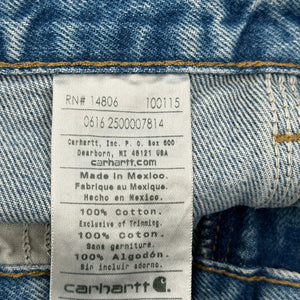 RN# 14806 100115
0616 2500007814
Carhartt, Inc. P. O. Box 600
Dearborn, MI 48121 USA
carhartt.com
Made in Mexico.
Fabrique au Mexique.
Hecho en Mexico.
100% Cotton.
Exclusive of Trimming.
100% Coton.
Sans garniture.
100% Algodón.
Sin incluir adorno.
carhartt